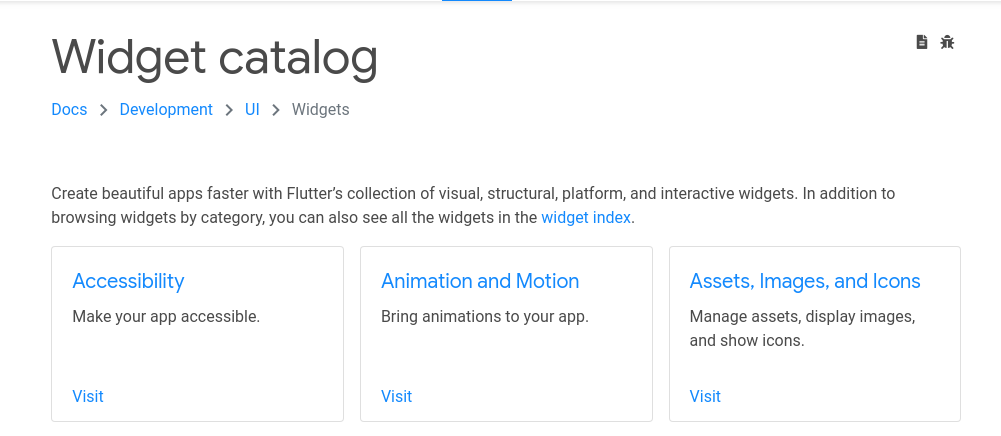 Widget catalog
Docs > Development > UI > Widgets
Create beautiful apps faster with Flutter’s collection of visual, structural, platform, and interactive widgets. In addition to
browsing widgets by category, you can also see all the widgets in the widget index.
Accessibility
Make your app accessible.
Visit
Animation and Motion
Bring animations to your app.
Visit
Assets, Images, and Icons
Manage assets, display images,
and show icons.
Visit